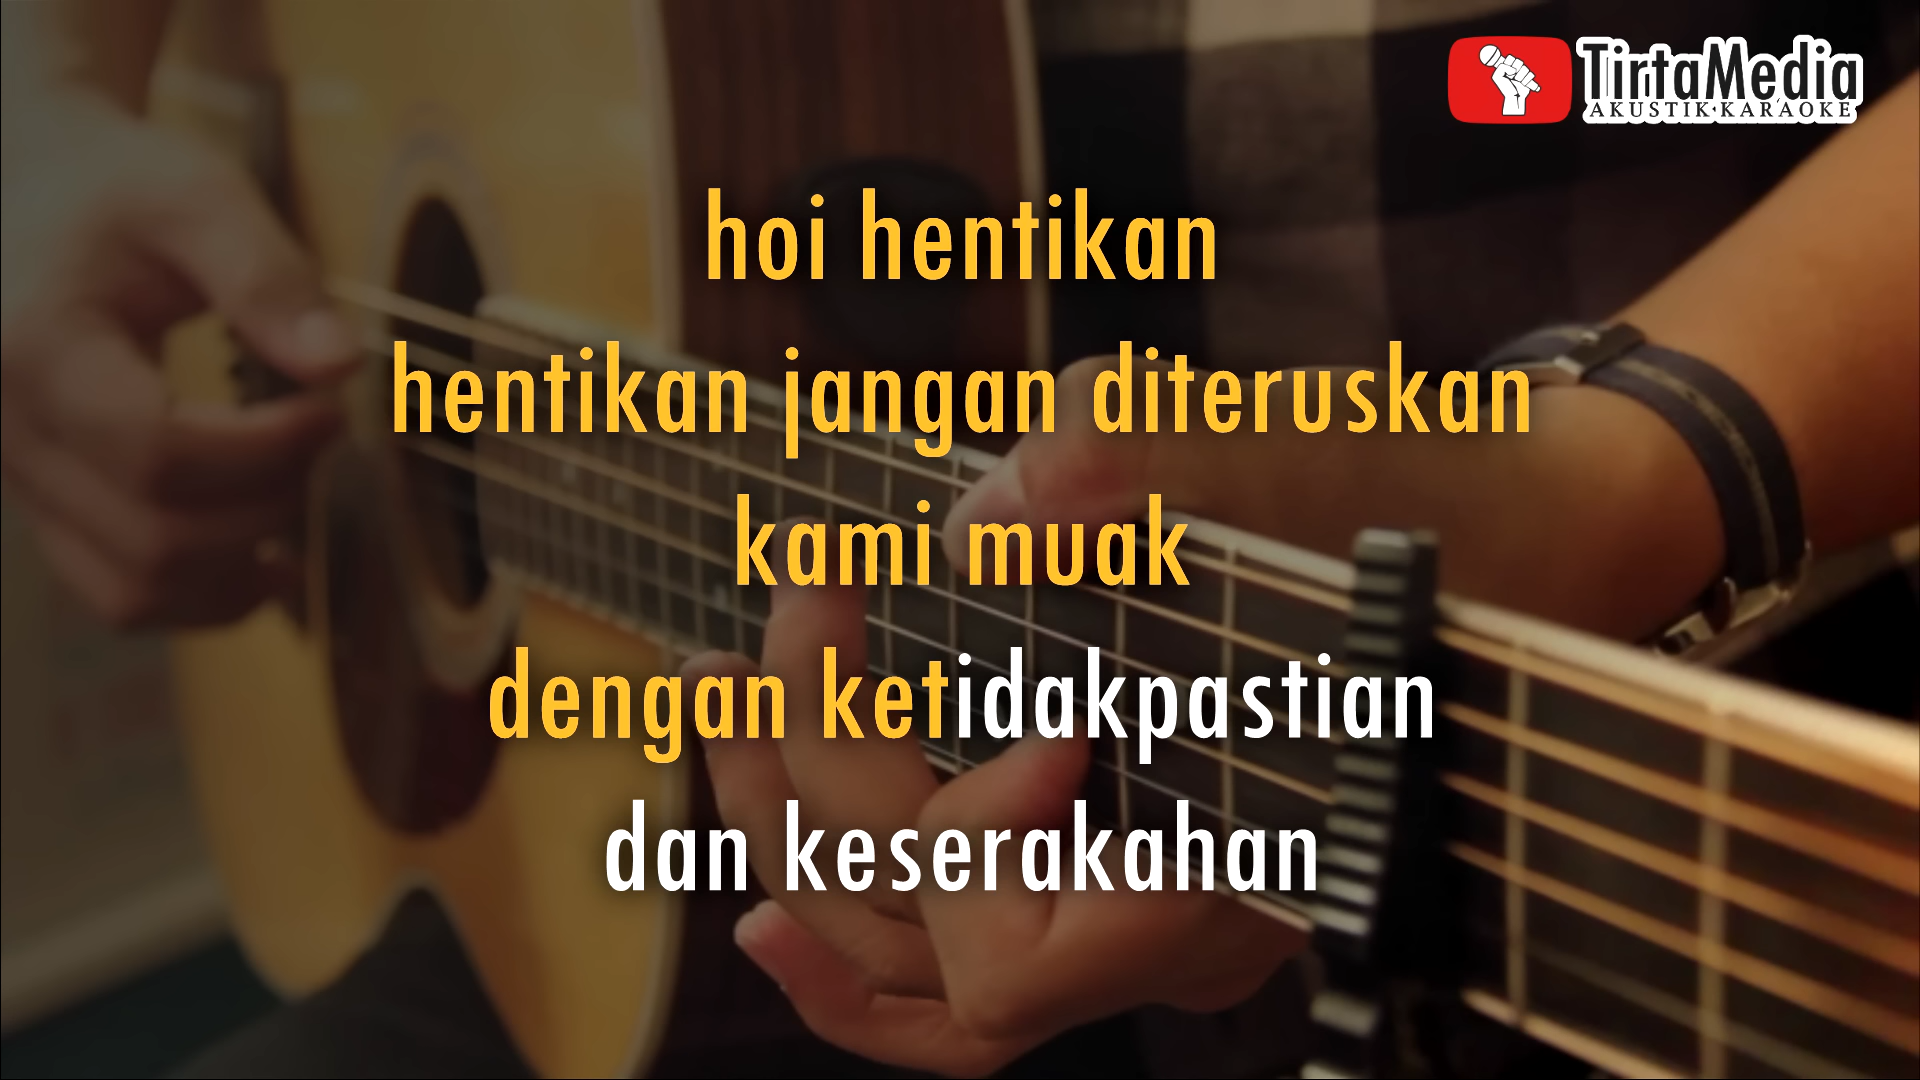 TirtaMedia
AKUSTIK KARAOKE
hoi hentikan
hentikan jangan diteruskan
kami muak
dengan ketidakpastian
dan keserakahan